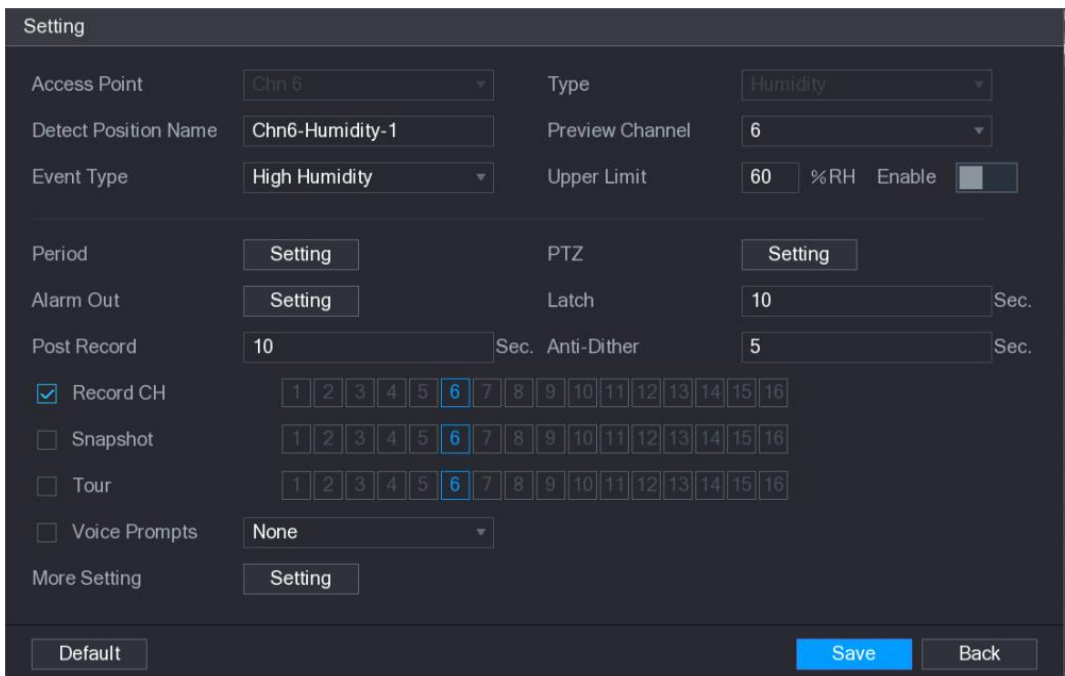 Setting
Access Point Chn 6 Type Humidity
Detect Position Name Chn6-Humidity-1 Preview Channel 6
Event Type High Humidity Upper Limit 60 %RH Enable
Period Setting PTZ Setting
Alarm Out Setting Latch 10 Sec.
Post Record 10 Sec. Anti-Dither 5 Sec.
Record CH 1 2 3 4 5 6 7 8 9 10 11 12 13 14 15 16
Snapshot 1 2 3 4 5 6 7 8 9 10 11 12 13 14 15 16
Tour 1 2 3 4 5 6 7 8 9 10 11 12 13 14 15 16
Voice Prompts None
More Setting Setting
Default Save Back